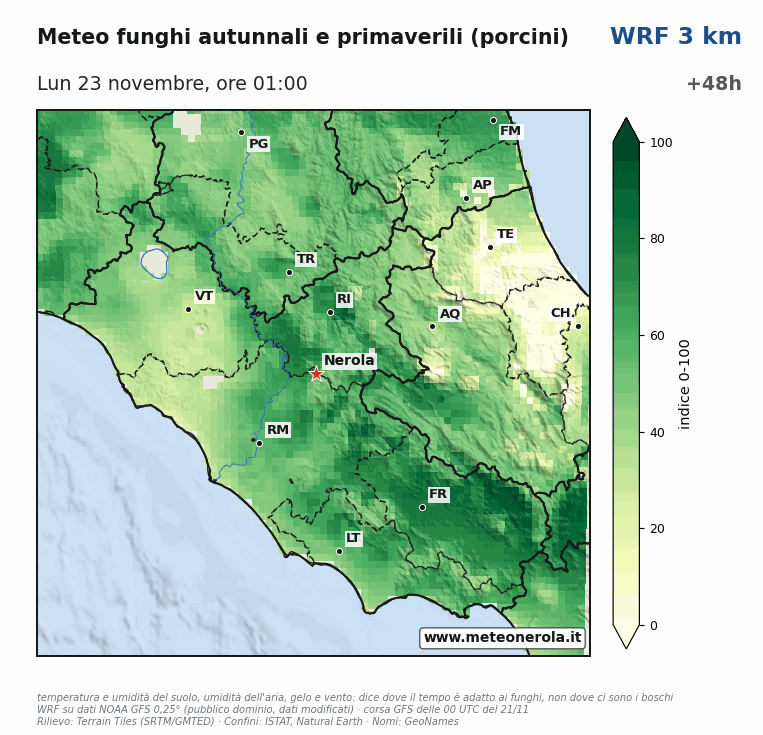 Meteo funghi autunnali e primaverili (porcini)
WRF 3 km
Lun 23 novembre, ore 01:00
+48h
FM
PG
AP
TE
TR
VT
RI
AQ
CH
Nerola
RM
FR
LT
www.meteonerola.it
100
80
60
40
20
0
indice 0-100
temperatura e umidità del suolo, umidità dell'aria, gelo e vento: dice dove il tempo è adatto ai funghi, non dove ci sono i boschi
WRF su dati NOAA GFS 0,25° (pubblico dominio, dati modificati) · corsa GFS delle 00 UTC del 21/11
Rilievo: Terrain Tiles (SRTM/GMTED) · Confini: ISTAT, Natural Earth · Nomi: GeoNames